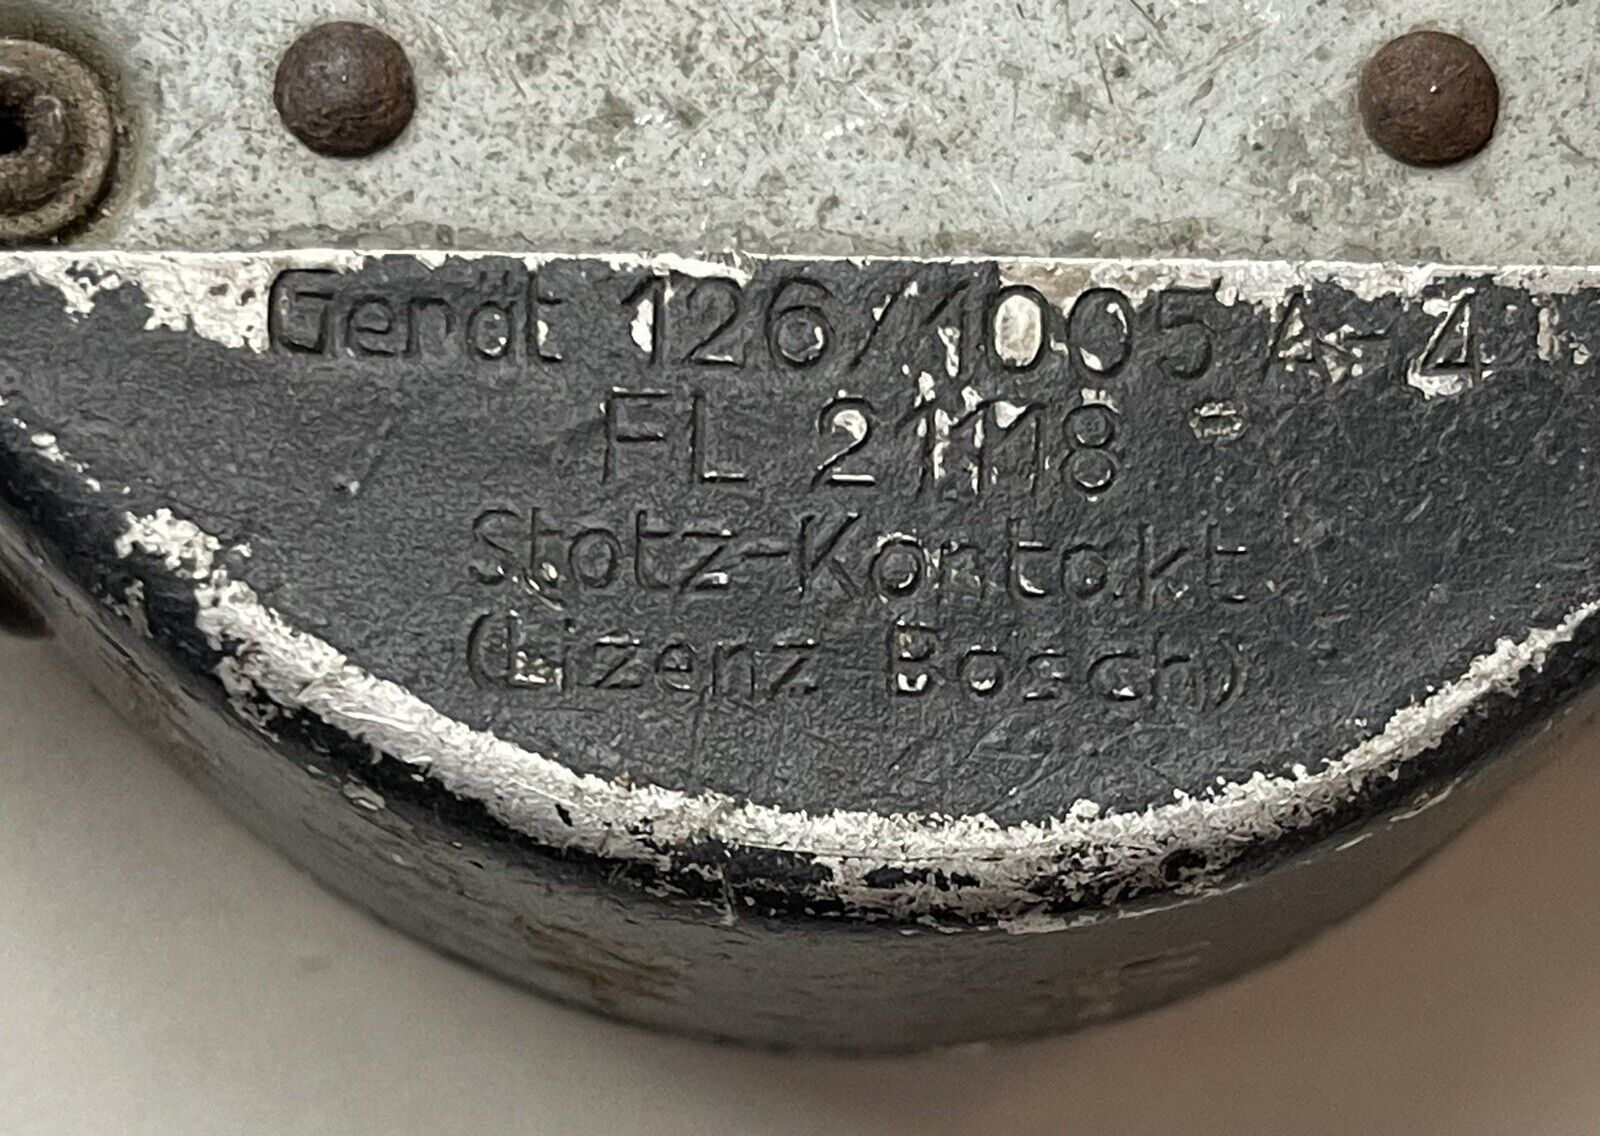 Gerät 126/1005 A-4
FL 21118
Stotz-Kontakt
(Lizenz Bosch)